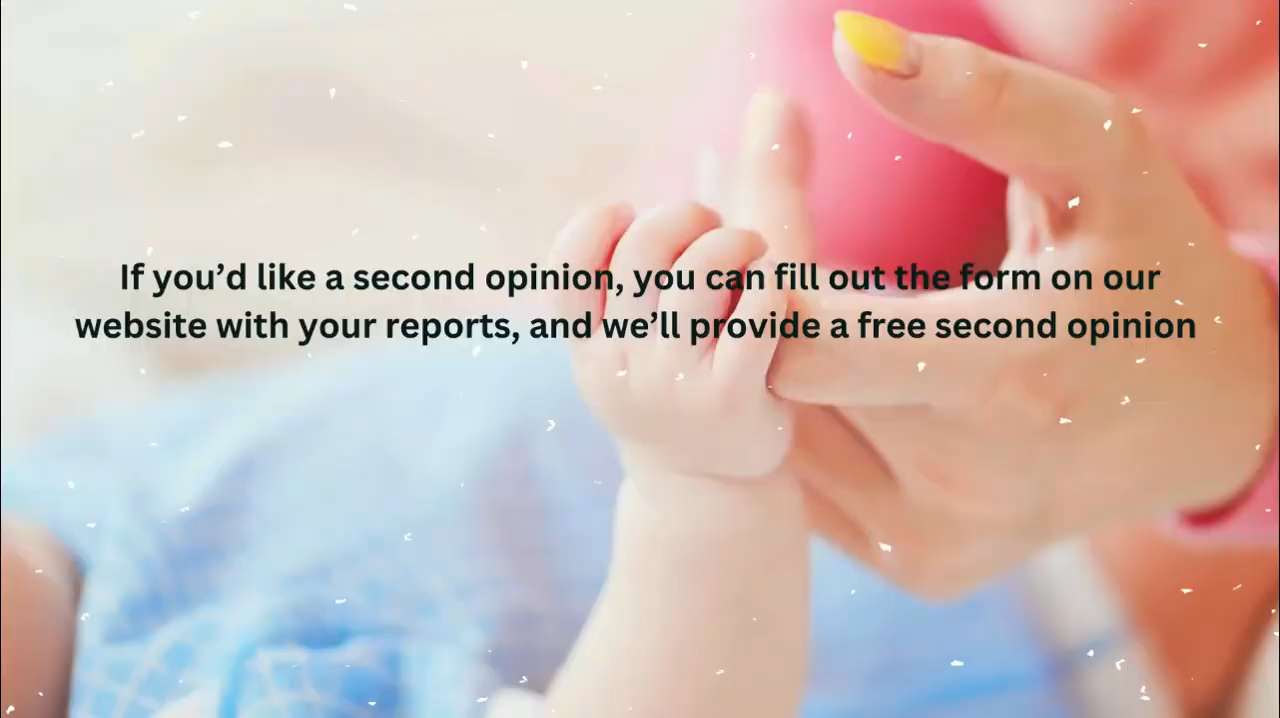 If you’d like a second opinion, you can fill out the form on our
website with your reports, and we’ll provide a free second opinion